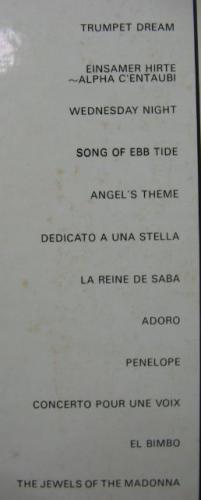 TRUMPET DREAM
EINSAMER HIRTE
~ALPHA C'ENTAUBI
WEDNESDAY NIGHT
SONG OF EBB TIDE
ANGEL'S THEME
DEDICATO A UNA STELLA
LA REINE DE SABA
ADORO
PENELOPE
CONCERTO POUR UNE VOIX
EL BIMBO
THE JEWELS OF THE MADONNA